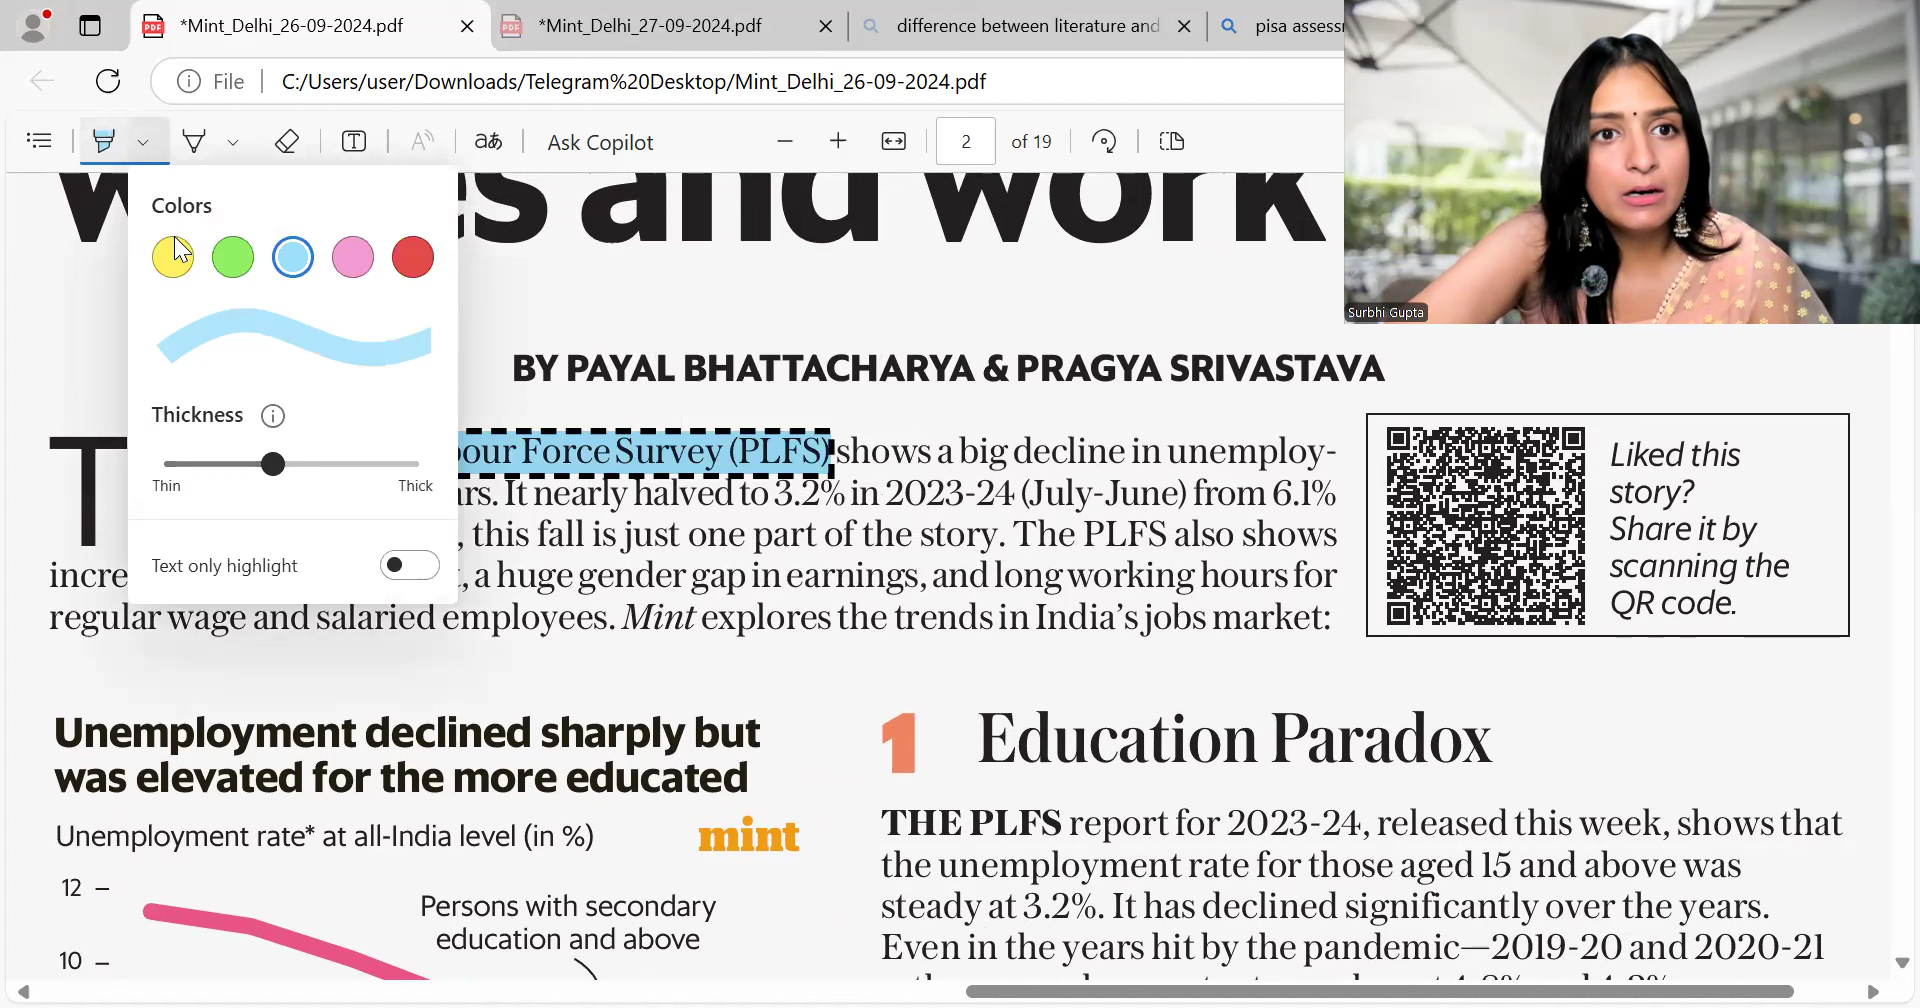 *Mint_Delhi_26-09-2024.pdf
*Mint_Delhi_27-09-2024.pdf
difference between literature and
pisa assessr
File
C:/Users/user/Downloads/Telegram%20Desktop/Mint_Delhi_26-09-2024.pdf
Ask Copilot
2
of 19
es and work
Colors
Thickness
Thin
Thick
Text only highlight
Surbhi Gupta
BY PAYAL BHATTACHARYA & PRAGYA SRIVASTAVA
T our Force Survey (PLFS) shows a big decline in unemploy-
rs. It nearly halved to 3.2% in 2023-24 (July-June) from 6.1%
, this fall is just one part of the story. The PLFS also shows
incre , a huge gender gap in earnings, and long working hours for
regular wage and salaried employees. Mint explores the trends in India's jobs market:
Liked this
story?
Share it by
scanning the
QR code.
Unemployment declined sharply but
was elevated for the more educated
Unemployment rate* at all-India level (in %)
mint
12
Persons with secondary
education and above
10
1 Education Paradox
THE PLFS report for 2023-24, released this week, shows that
the unemployment rate for those aged 15 and above was
steady at 3.2%. It has declined significantly over the years.
Even in the years hit by the pandemic—2019-20 and 2020-21